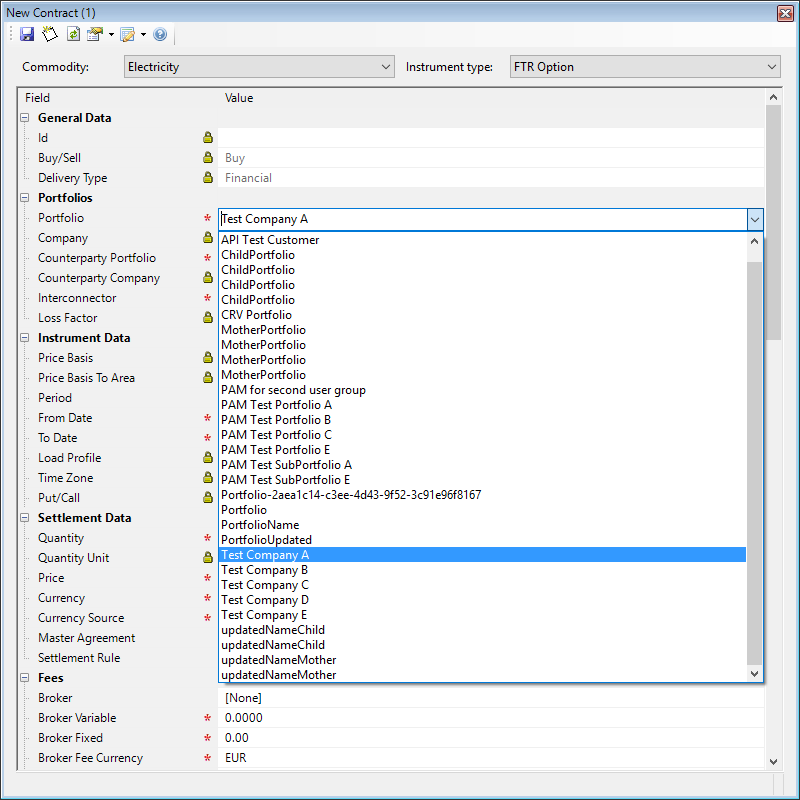 New Contract (1)
Commodity: Electricity Instrument type: FTR Option
Field Value
General Data
Id
Buy/Sell Buy
Delivery Type Financial
Portfolios
Portfolio * Test Company A
Company API Test Customer
ChildPortfolio
Counterparty Portfolio * ChildPortfolio
Counterparty Company ChildPortfolio
Interconnector * ChildPortfolio
Loss Factor CRV Portfolio
MotherPortfolio
Instrument Data MotherPortfolio
Price Basis MotherPortfolio
Price Basis To Area MotherPortfolio
PAM for second user group
Period PAM Test Portfolio A
From Date * PAM Test Portfolio B
To Date * PAM Test Portfolio C
PAM Test Portfolio E
Load Profile PAM Test SubPortfolio A
Time Zone PAM Test SubPortfolio E
Put/Call Portfolio-2aea1c14-c3ee-4d43-9f52-3c91e96f8167
Portfolio
Settlement Data PortfolioName
Quantity * PortfolioUpdated
Quantity Unit Test Company A
Test Company B
Price * Test Company C
Currency * Test Company D
Currency Source * Test Company E
updatedNameChild
Master Agreement updatedNameChild
Settlement Rule updatedNameMother
Fees updatedNameMother
Broker [None]
Broker Variable * 0.0000
Broker Fixed * 0.00
Broker Fee Currency * EUR